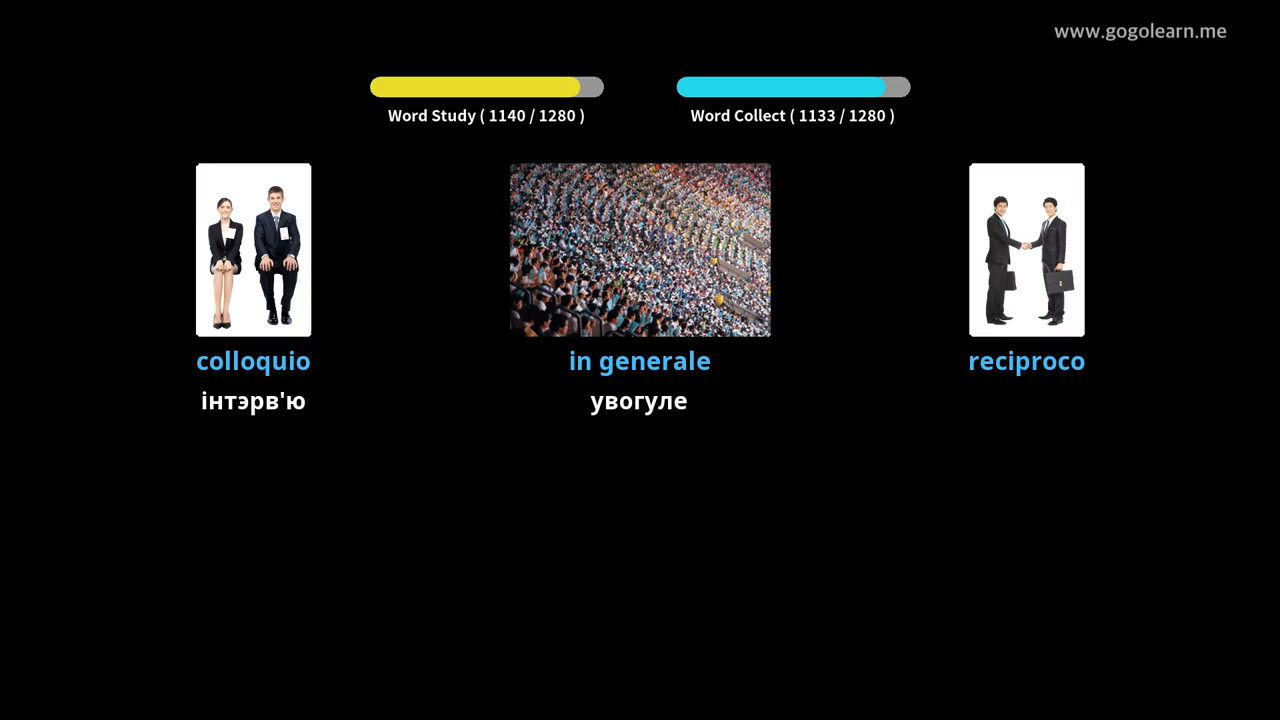 www.gogolearn.me
Word Study ( 1140 / 1280 )
Word Collect ( 1133 / 1280 )
colloquio
in generale
reciproco
інтэрв'ю
увогуле